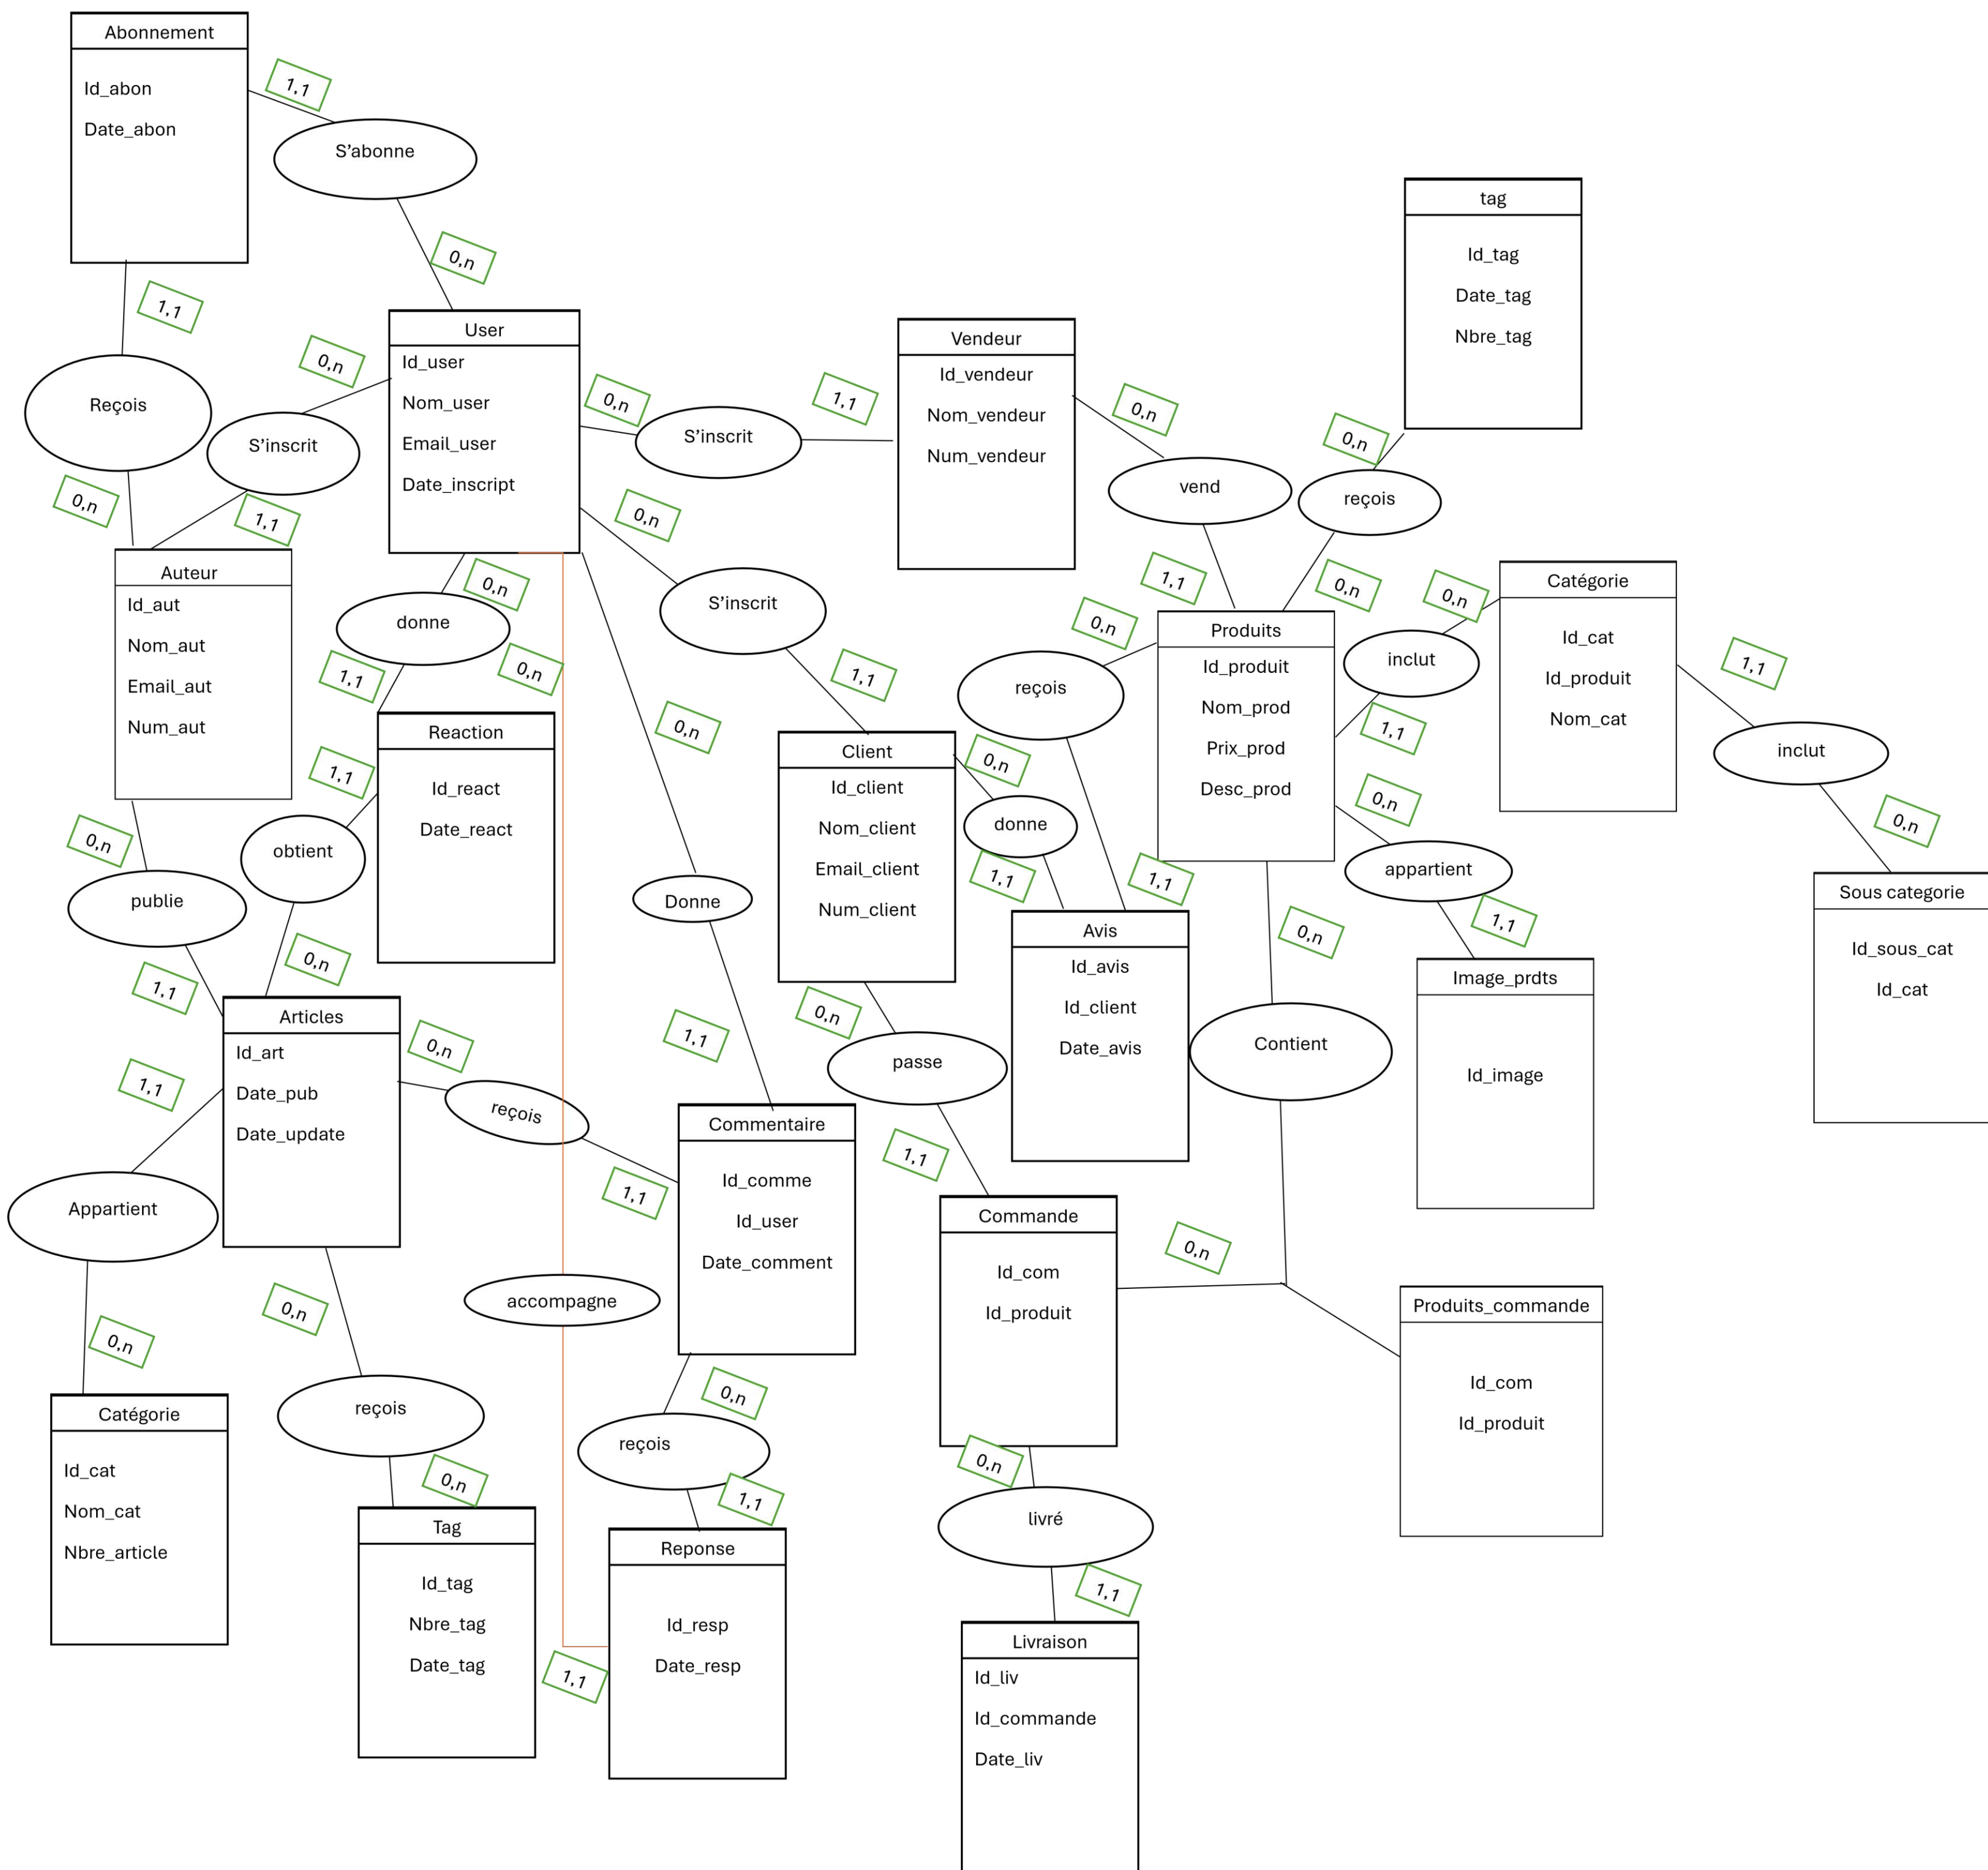 Abonnement
Id_abon
Date_abon
1,1
S'abonne
0,n
1,1
Reçois
0,n
0,n
S'inscrit
1,1
User
Id_user
Nom_user
Email_user
Date_inscript
0,n
S'inscrit
1,1
Vendeur
Id_vendeur
Nom_vendeur
Num_vendeur
0,n
vend
1,1
tag
Id_tag
Date_tag
Nbre_tag
0,n
reçois
0,n
Auteur
Id_aut
Nom_aut
Email_aut
Num_aut
0,n
donne
1,1
0,n
0,n
S'inscrit
1,1
0,n
Donne
1,1
Reaction
Id_react
Date_react
1,1
obtient
0,n
0,n
publie
1,1
Client
Id_client
Nom_client
Email_client
Num_client
0,n
donne
1,1
0,n
reçois
1,1
Produits
Id_produit
Nom_prod
Prix_prod
Desc_prod
0,n
inclut
1,1
Catégorie
Id_cat
Id_produit
Nom_cat
1,1
inclut
0,n
Sous categorie
Id_sous_cat
Id_cat
0,n
appartient
1,1
Image_prdts
Id_image
Avis
Id_avis
Id_client
Date_avis
0,n
Contient
0,n
Articles
Id_art
Date_pub
Date_update
0,n
reçois
1,1
1,1
Appartient
0,n
Commentaire
Id_comme
Id_user
Date_comment
0,n
passe
1,1
Commande
Id_com
Id_produit
Produits_commande
Id_com
Id_produit
accompagne
0,n
reçois
0,n
Catégorie
Id_cat
Nom_cat
Nbre_article
Tag
Id_tag
Nbre_tag
Date_tag
0,n
reçois
1,1
Reponse
Id_resp
Date_resp
1,1
0,n
livré
1,1
Livraison
Id_liv
Id_commande
Date_liv